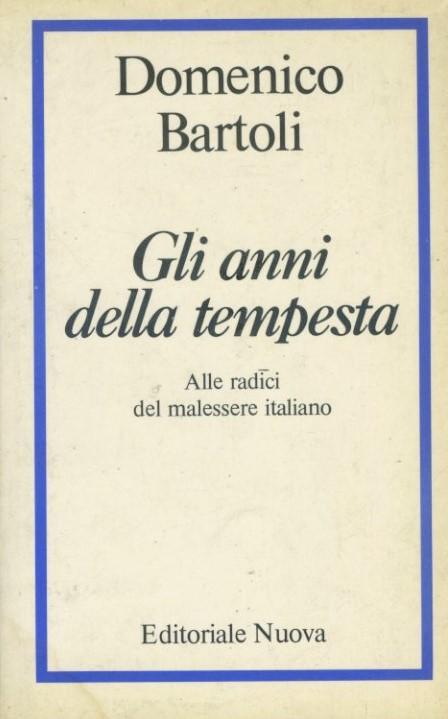 Domenico
Bartoli
Gli anni
della tempesta
Alle radici
del malessere italiano
Editoriale Nuova